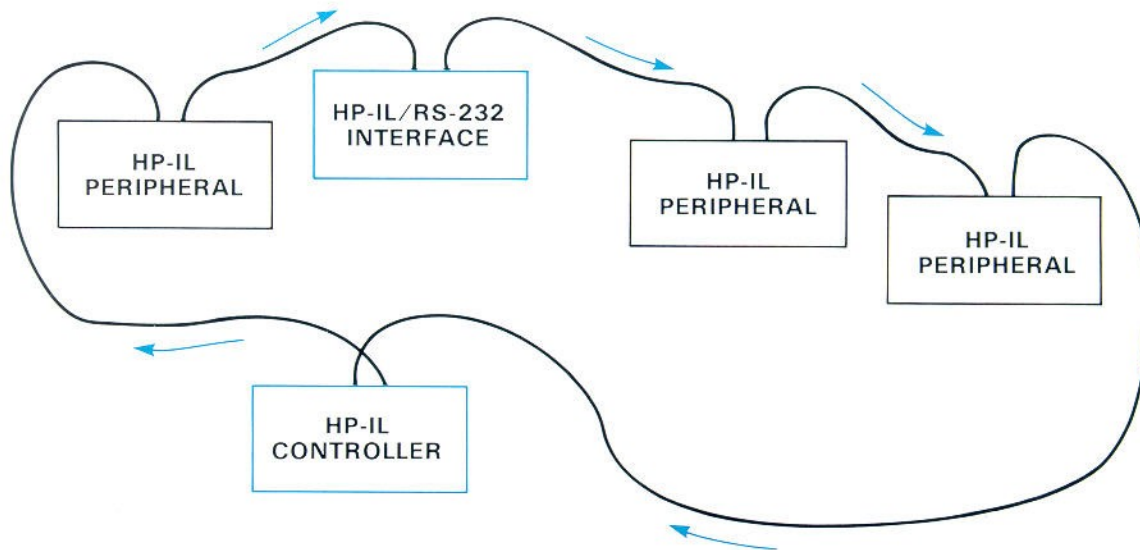 HP-IL
PERIPHERAL
HP-IL/RS-232
INTERFACE
HP-IL
PERIPHERAL
HP-IL
PERIPHERAL
HP-IL
CONTROLLER